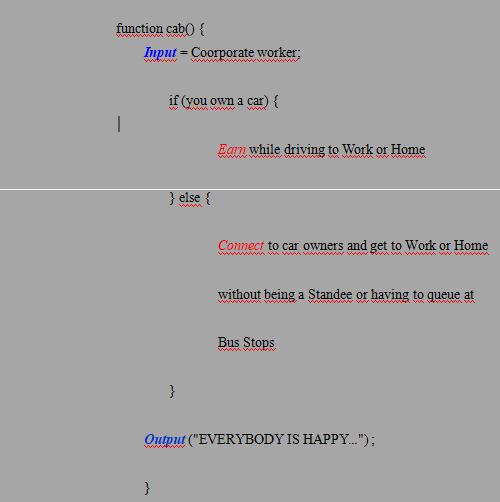 function cab() {
Input = Coorporate worker;
if (you own a car) {
Earn while driving to Work or Home
} else {
Connect to car owners and get to Work or Home
without being a Standee or having to queue at
Bus Stops
}
Output ("EVERYBODY IS HAPPY...") ;
}